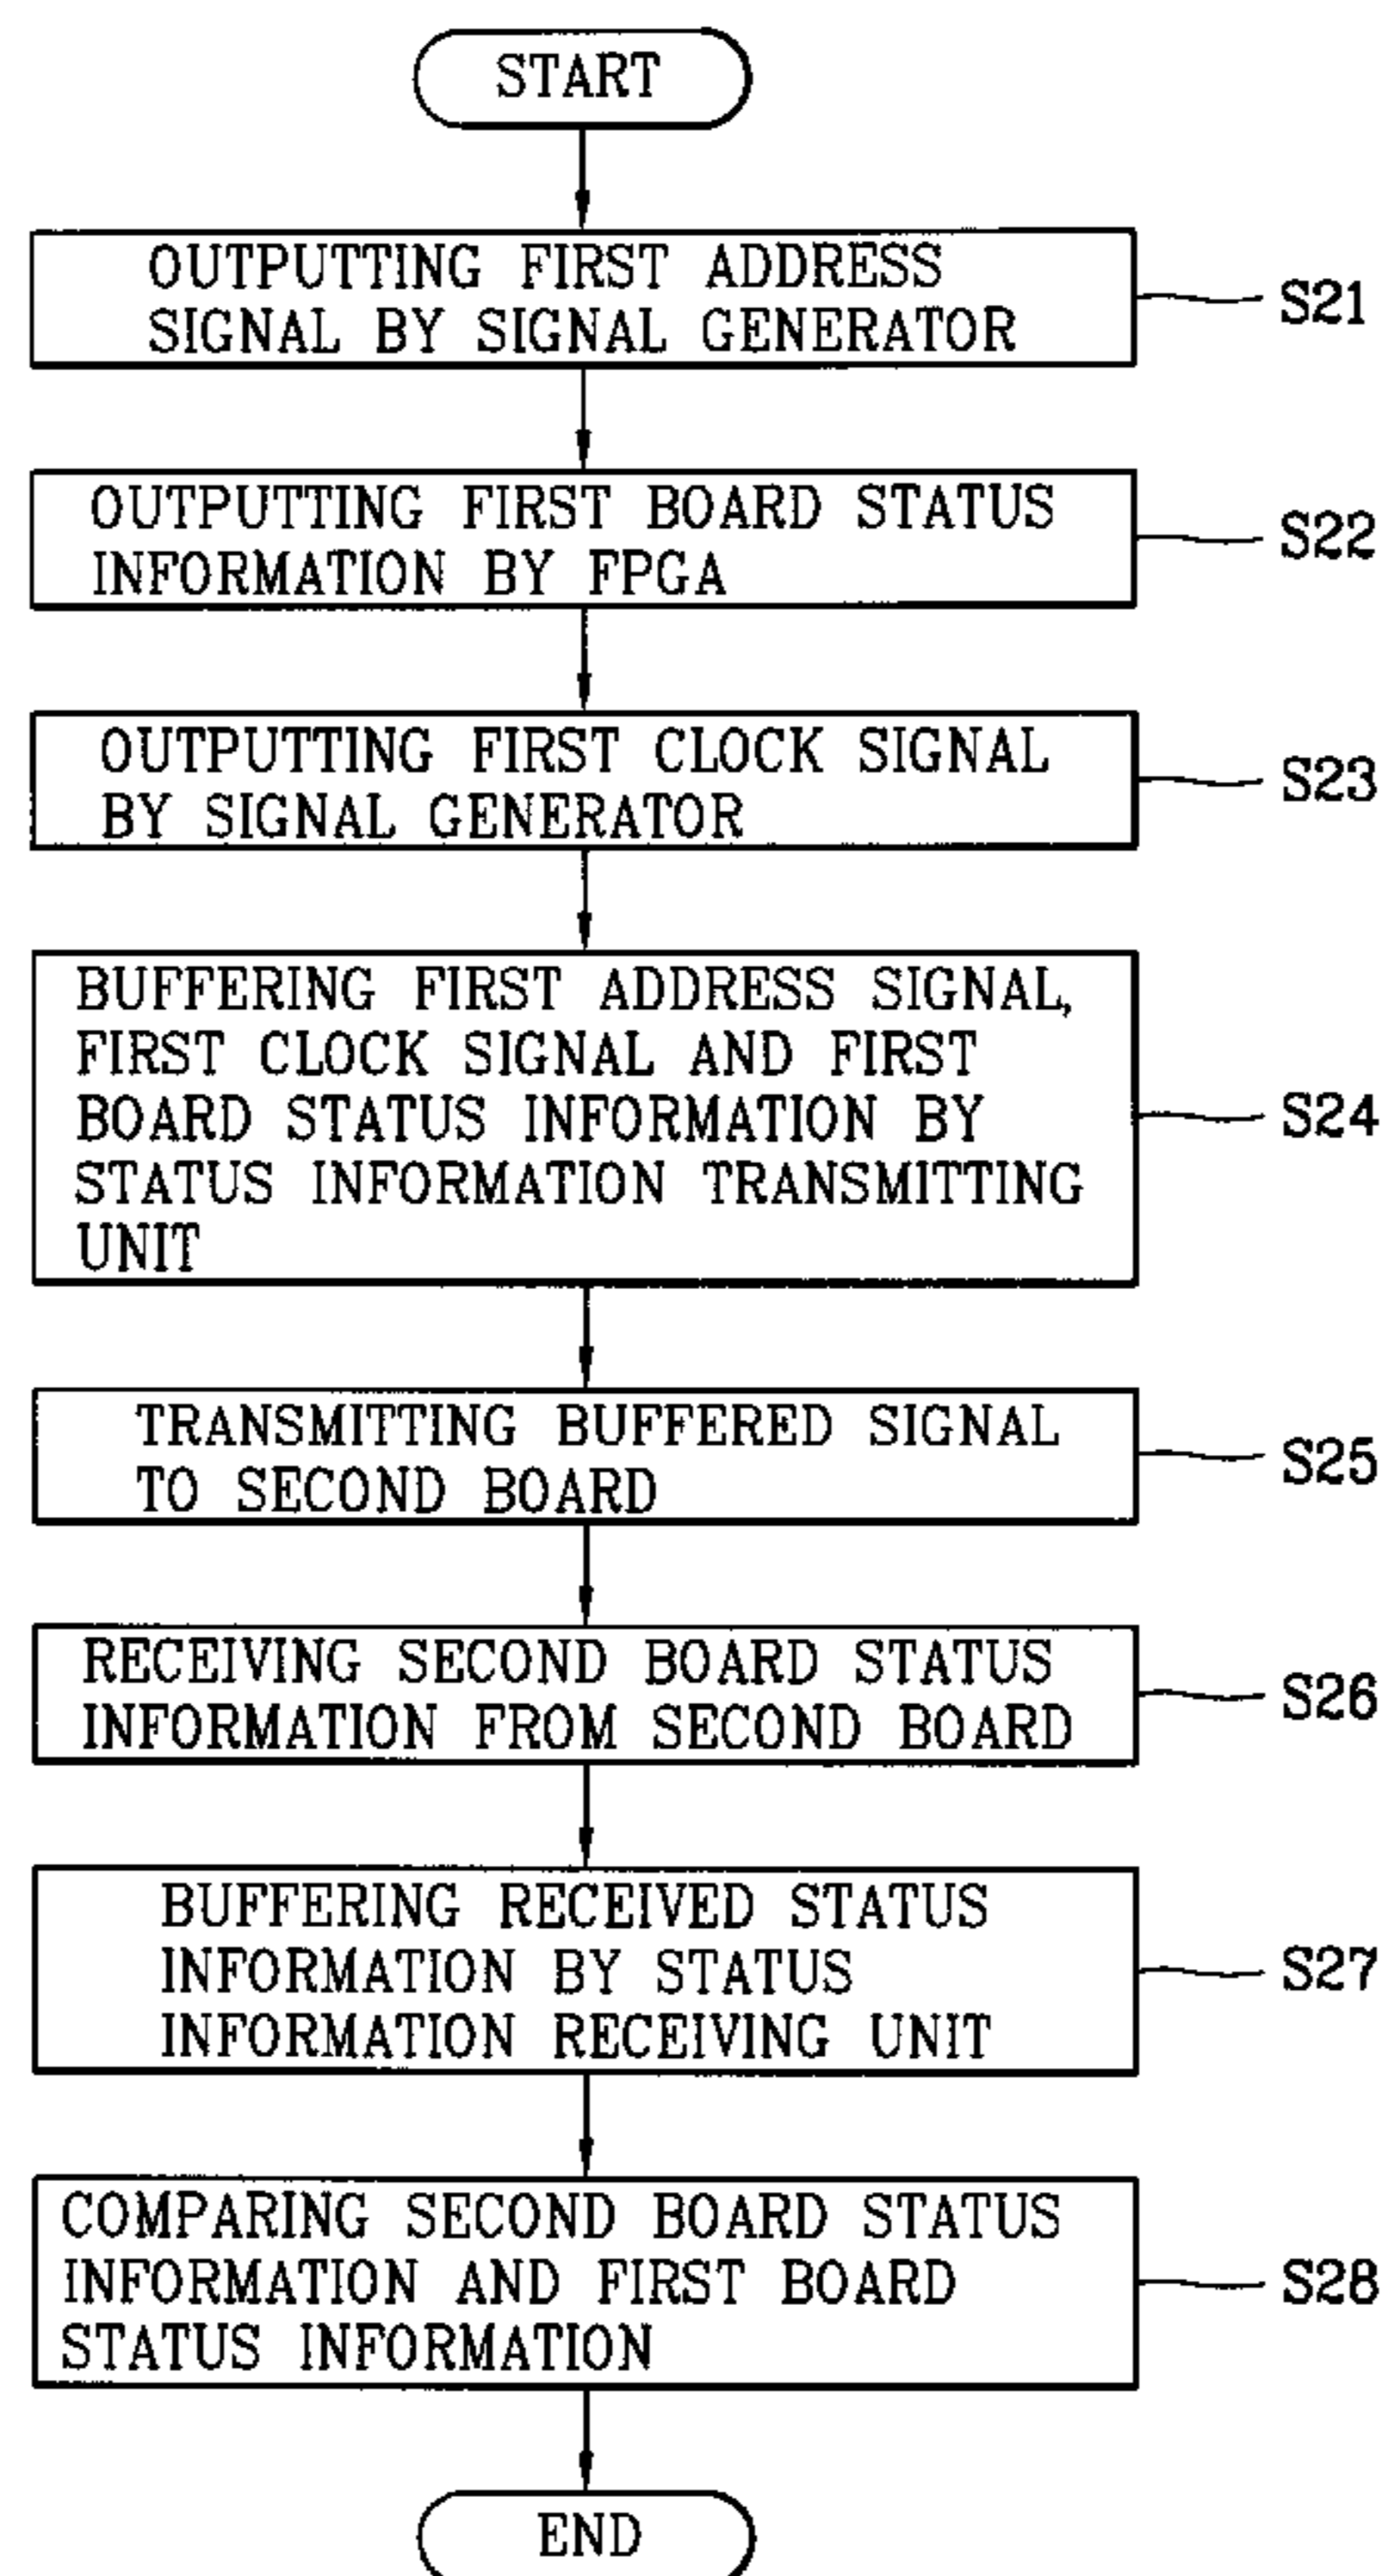 START
OUTPUTTING FIRST ADDRESS
SIGNAL BY SIGNAL GENERATOR
S21
OUTPUTTING FIRST BOARD STATUS
INFORMATION BY FPGA
S22
OUTPUTTING FIRST CLOCK SIGNAL
BY SIGNAL GENERATOR
S23
BUFFERING FIRST ADDRESS SIGNAL,
FIRST CLOCK SIGNAL AND FIRST
BOARD STATUS INFORMATION BY
STATUS INFORMATION TRANSMITTING
UNIT
S24
TRANSMITTING BUFFERED SIGNAL
TO SECOND BOARD
S25
RECEIVING SECOND BOARD STATUS
INFORMATION FROM SECOND BOARD
S26
BUFFERING RECEIVED STATUS
INFORMATION BY STATUS
INFORMATION RECEIVING UNIT
S27
COMPARING SECOND BOARD STATUS
INFORMATION AND FIRST BOARD
STATUS INFORMATION
S28
END